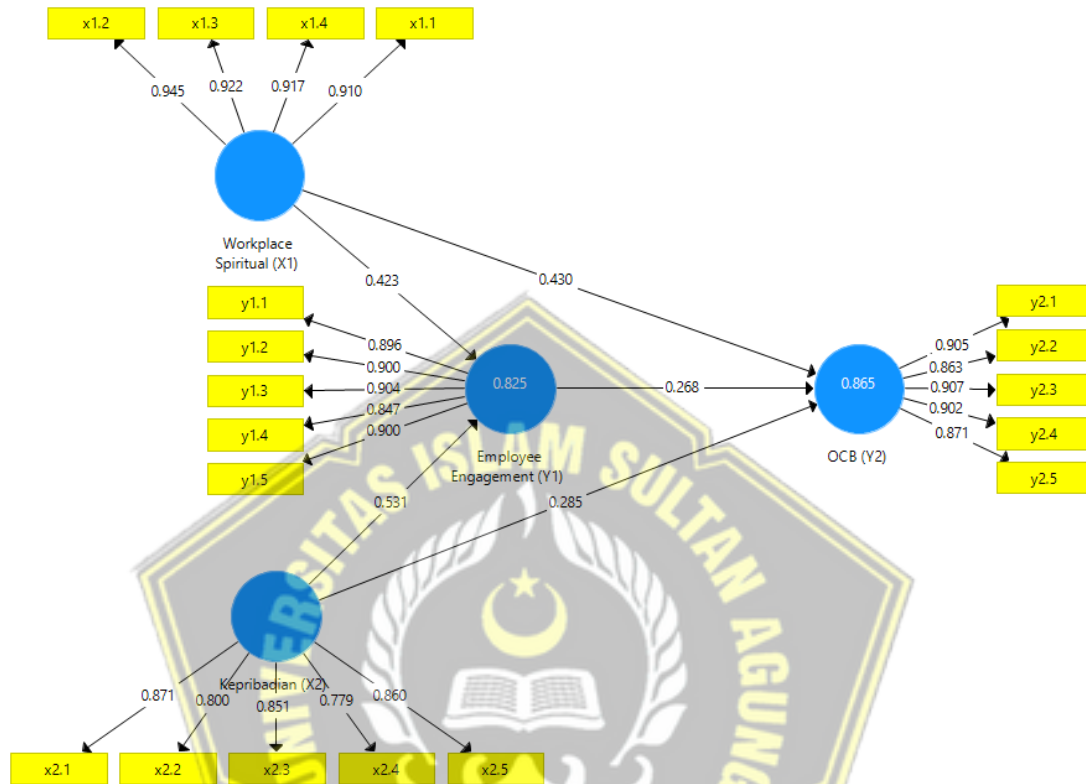 x1.2
x1.3
x1.4
x1.1
0.945
0.922
0.917
0.910
Workplace
Spiritual (X1)
0.423
0.430
y1.1
y1.2
y1.3
y1.4
y1.5
0.896
0.900
0.904
0.847
0.900
0.825
Employee
Engagement (Y1)
0.268
0.865
OCB (Y2)
0.905
0.863
0.907
0.902
0.871
y2.1
y2.2
y2.3
y2.4
y2.5
0.531
0.285
Kepribaqian (X2)
0.871
0.800
0.851
0.779
0.860
x2.1
x2.2
x2.3
x2.4
x2.5
UNIVERSITAS ISLAM SULTAN AGUNG